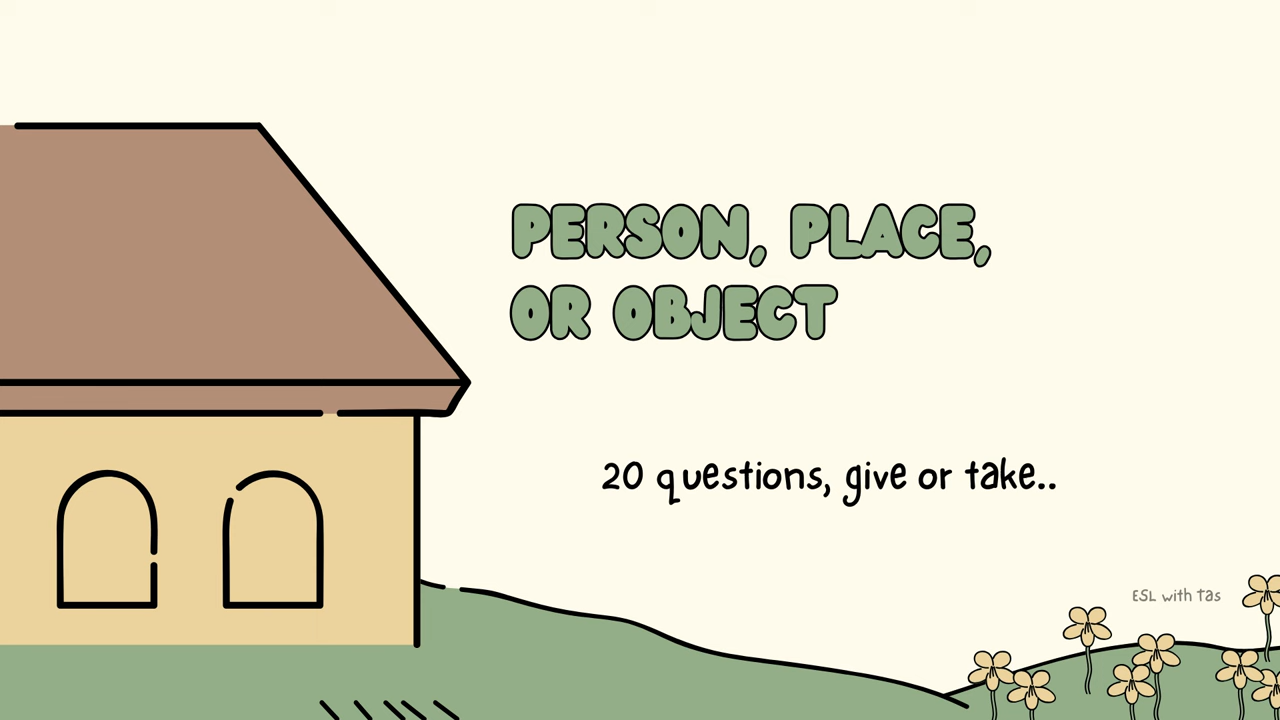 PERSON, PLACE,
OR OBJECT
20 questions, give or take..
ESL with Tas